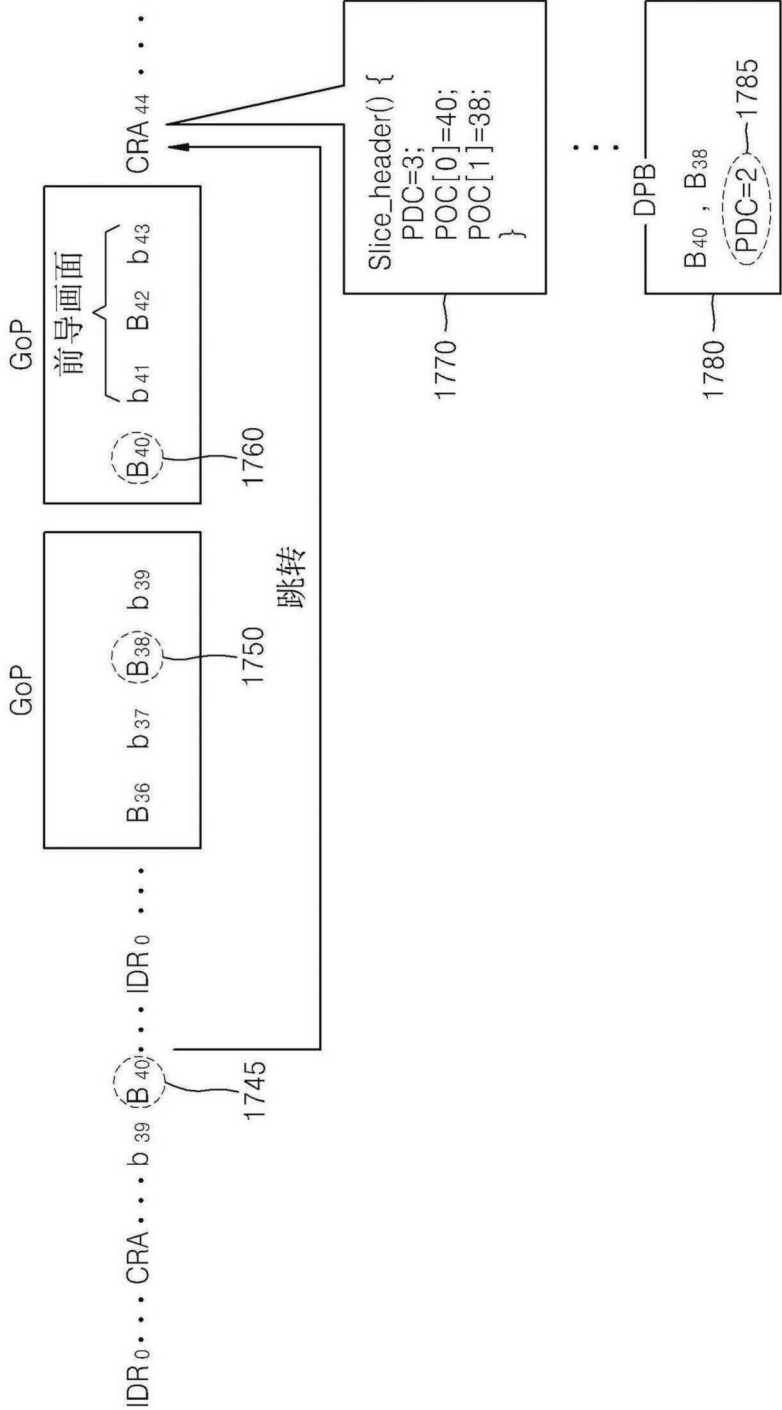 GoP
GoP
前导画面
IDR₀ • • • • CRA • • • • b₃₉ B₄₀ • • • • IDR₀ • • •
B₃₆ b₃₇ B₃₈ b₃₉
B₄₀ b₄₁ B₄₂ b₄₃
CRA₄₄ • • •
1745
1750
1760
跳转
Slice_header() {
PDC=3;
POC[0]=40;
POC[1]=38;
}
1770
DPB
B₄₀ , B₃₈
PDC=2
1785
1780